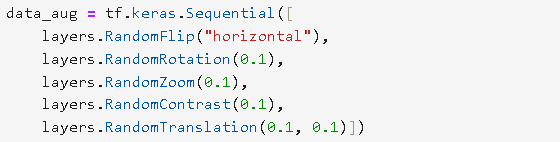 data_aug = tf.keras.Sequential([
    layers.RandomFlip("horizontal"),
    layers.RandomRotation(0.1),
    layers.RandomZoom(0.1),
    layers.RandomContrast(0.1),
    layers.RandomTranslation(0.1, 0.1)])